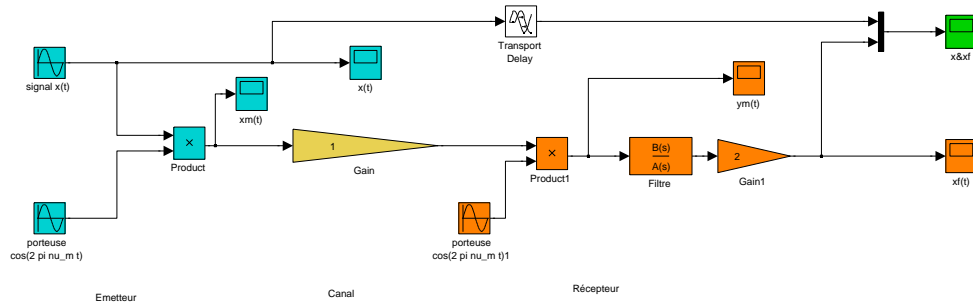 Transport
Delay
x&xf
signal x(t)
x(t)
xm(t)
ym(t)
×
Product
1
Gain
×
Product1
B(s)
A(s)
Filtre
2
Gain1
xf(t)
porteuse
cos(2 pi nu_m t)
porteuse
cos(2 pi nu_m t)1
Emetteur
Canal
Récepteur